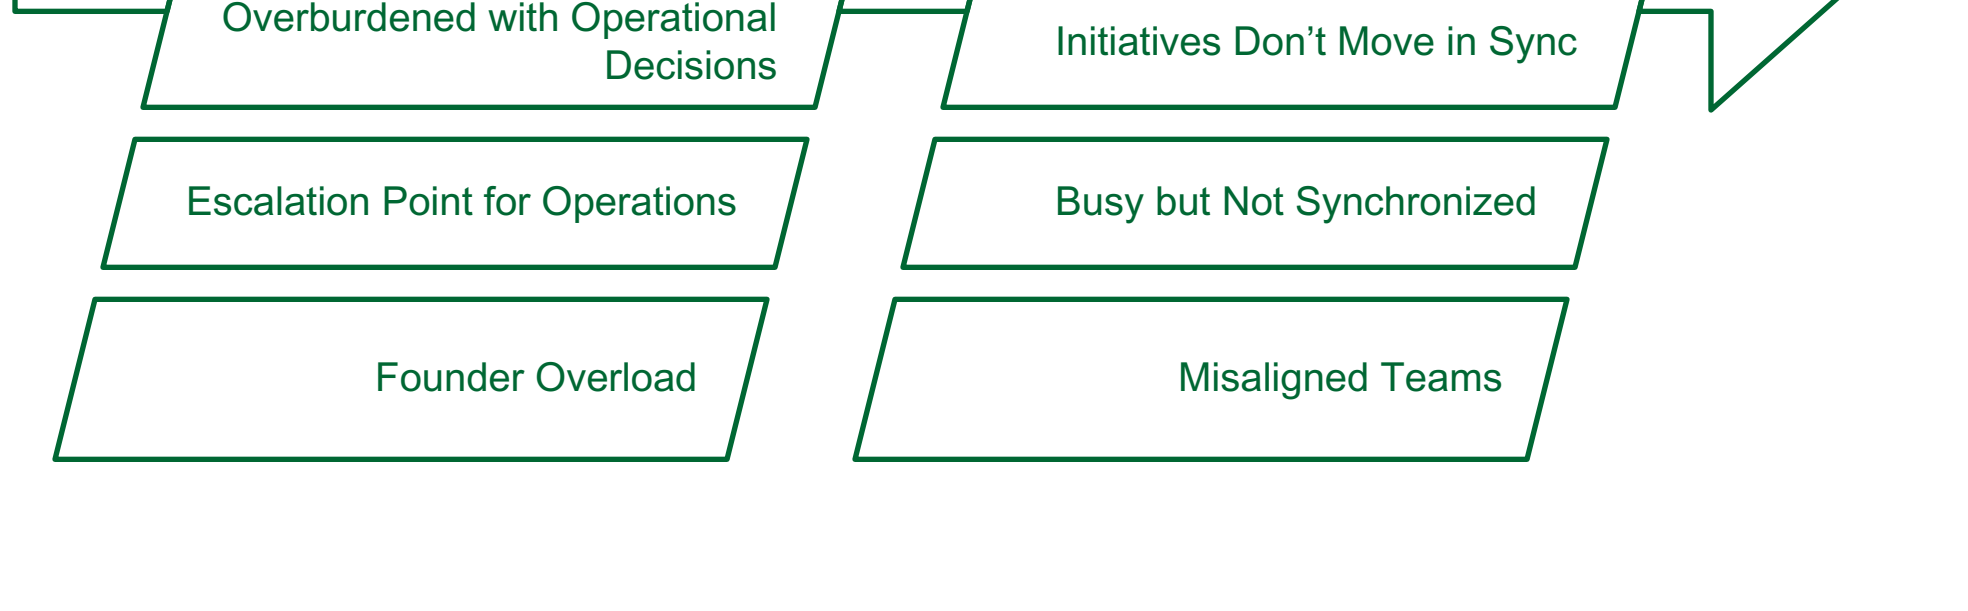 Overburdened with Operational
Decisions
Initiatives Don’t Move in Sync
Escalation Point for Operations
Busy but Not Synchronized
Founder Overload
Misaligned Teams